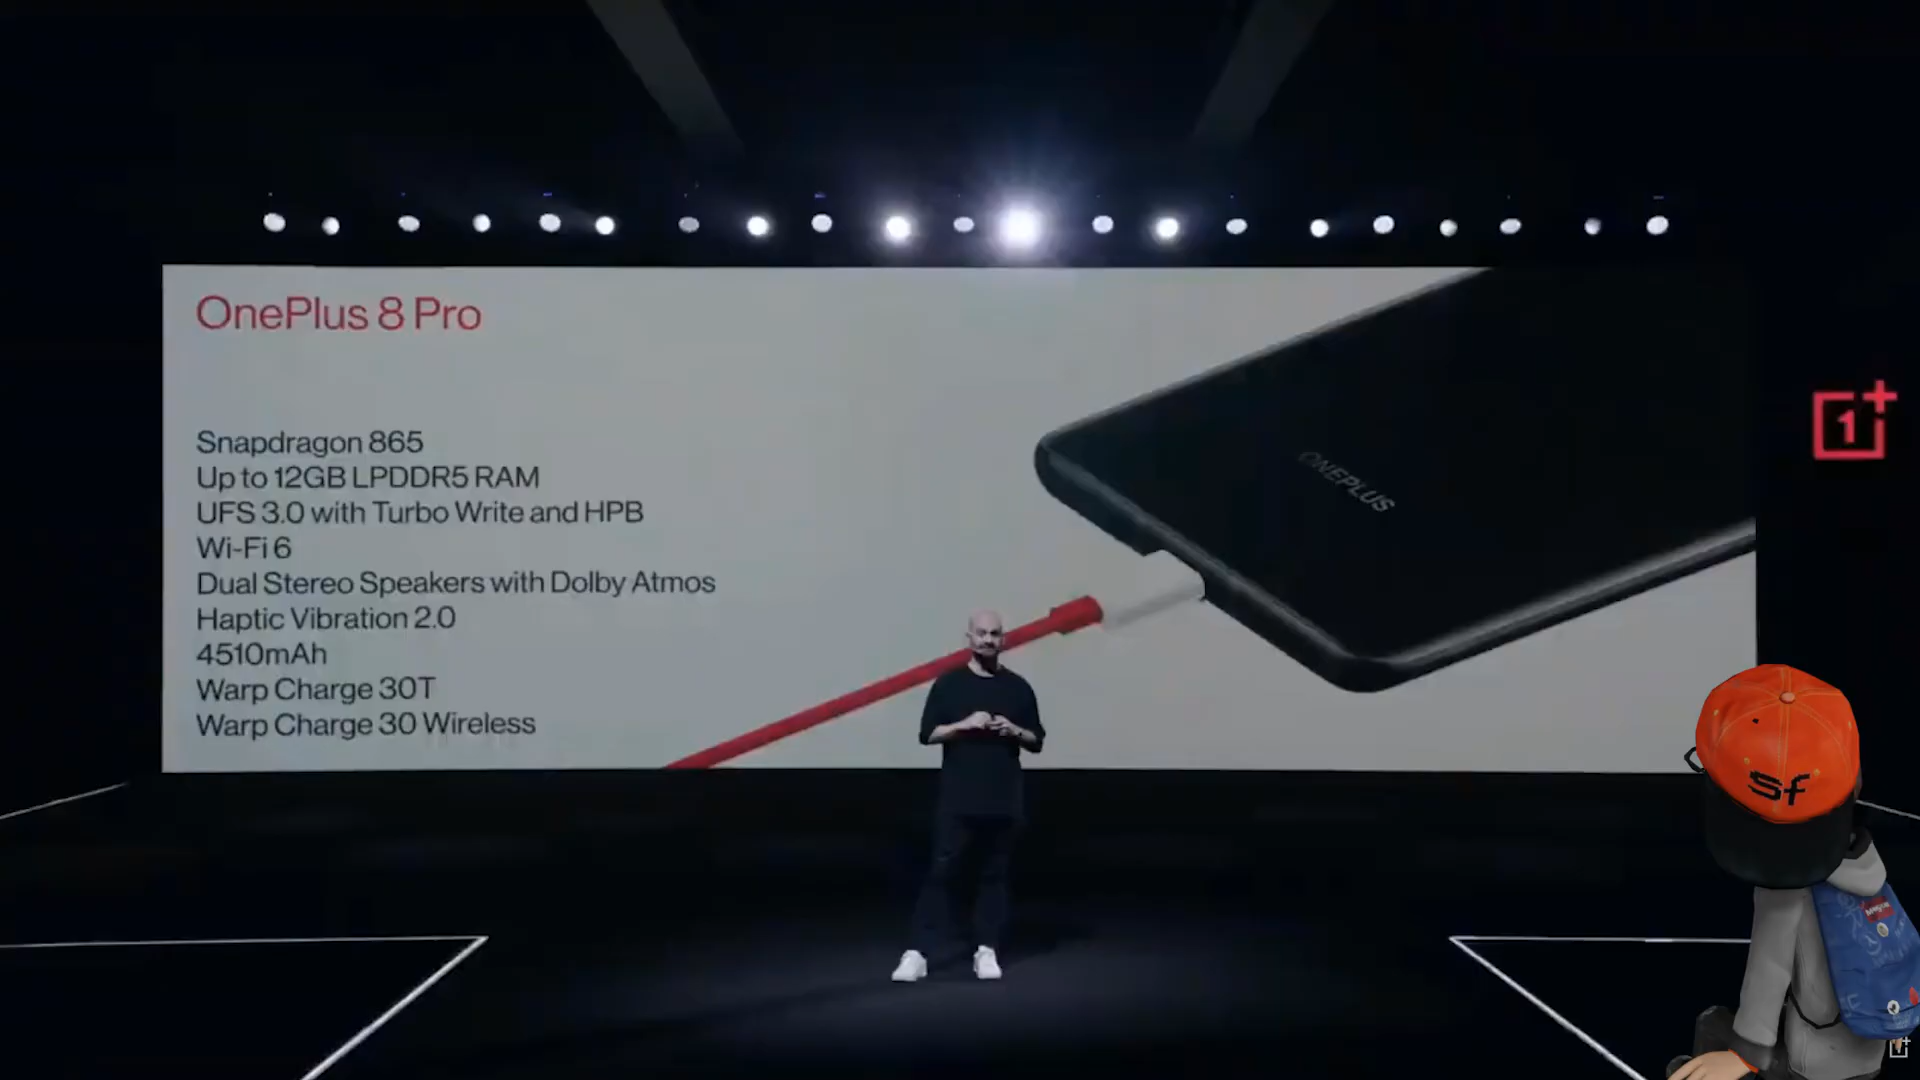 OnePlus 8 Pro
Snapdragon 865
Up to 12GB LPDDR5 RAM
UFS 3.0 with Turbo Write and HPB
Wi-Fi 6
Dual Stereo Speakers with Dolby Atmos
Haptic Vibration 2.0
4510mAh
Warp Charge 30T
Warp Charge 30 Wireless
ONEPLUS
1+
sf